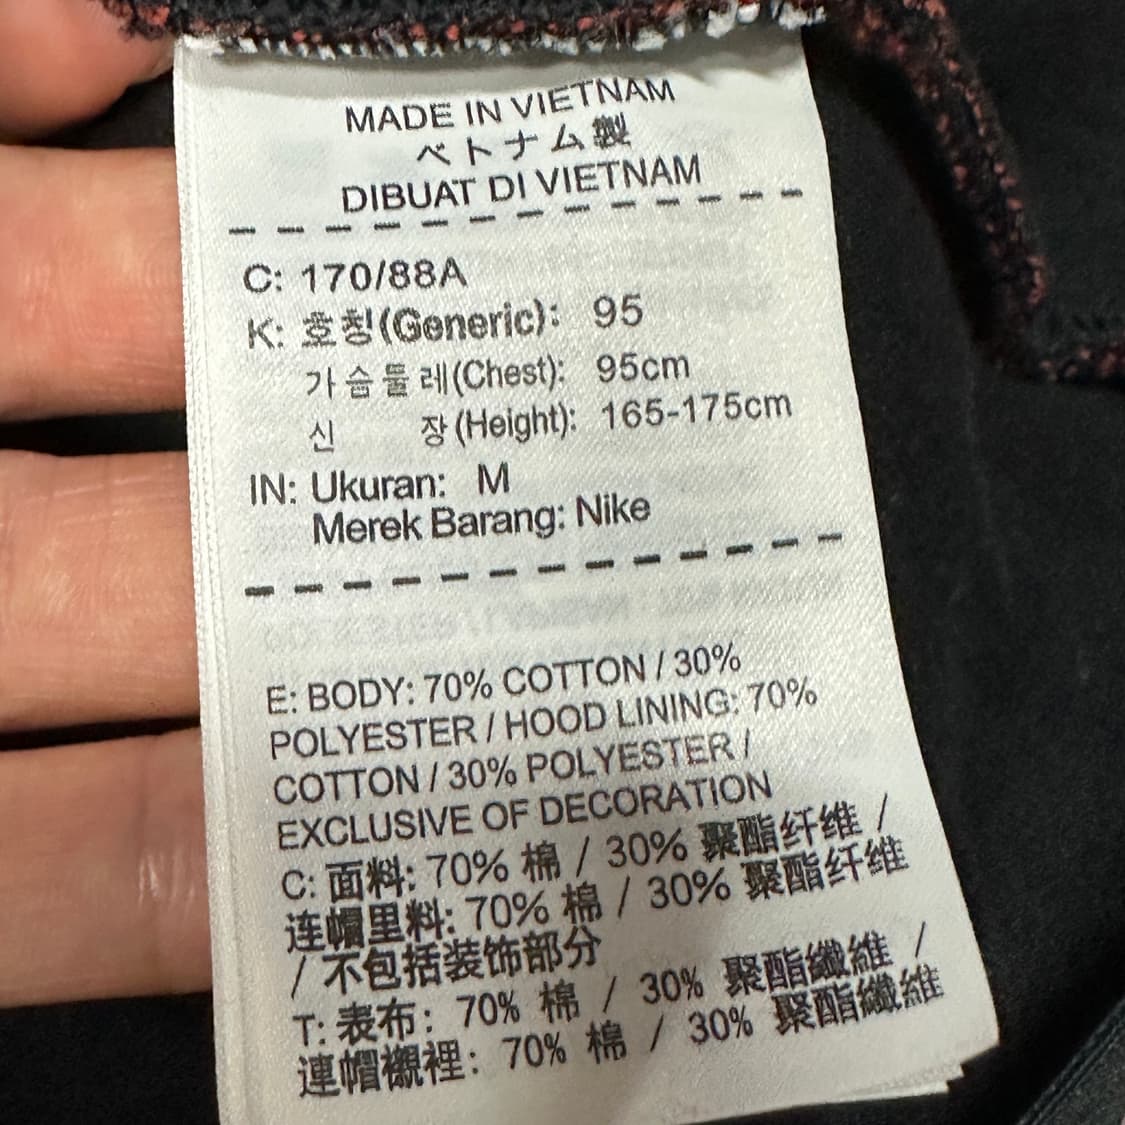 MADE IN VIETNAM
ベトナム製
DIBUAT DI VIETNAM
C: 170/88A
K: 호칭(Generic): 95
가슴둘레(Chest): 95cm
신 장(Height): 165-175cm
IN: Ukuran: M
Merek Barang: Nike
E: BODY: 70% COTTON / 30%
POLYESTER / HOOD LINING: 70%
COTTON / 30% POLYESTER /
EXCLUSIVE OF DECORATION
C: 面料: 70% 棉 / 30% 聚酯纤维 /
连帽里料: 70% 棉 / 30% 聚酯纤维
/ 不包括装饰部分
T: 表布: 70% 棉 / 30% 聚酯纖維 /
連帽襯裡: 70% 棉 / 30% 聚酯纖維